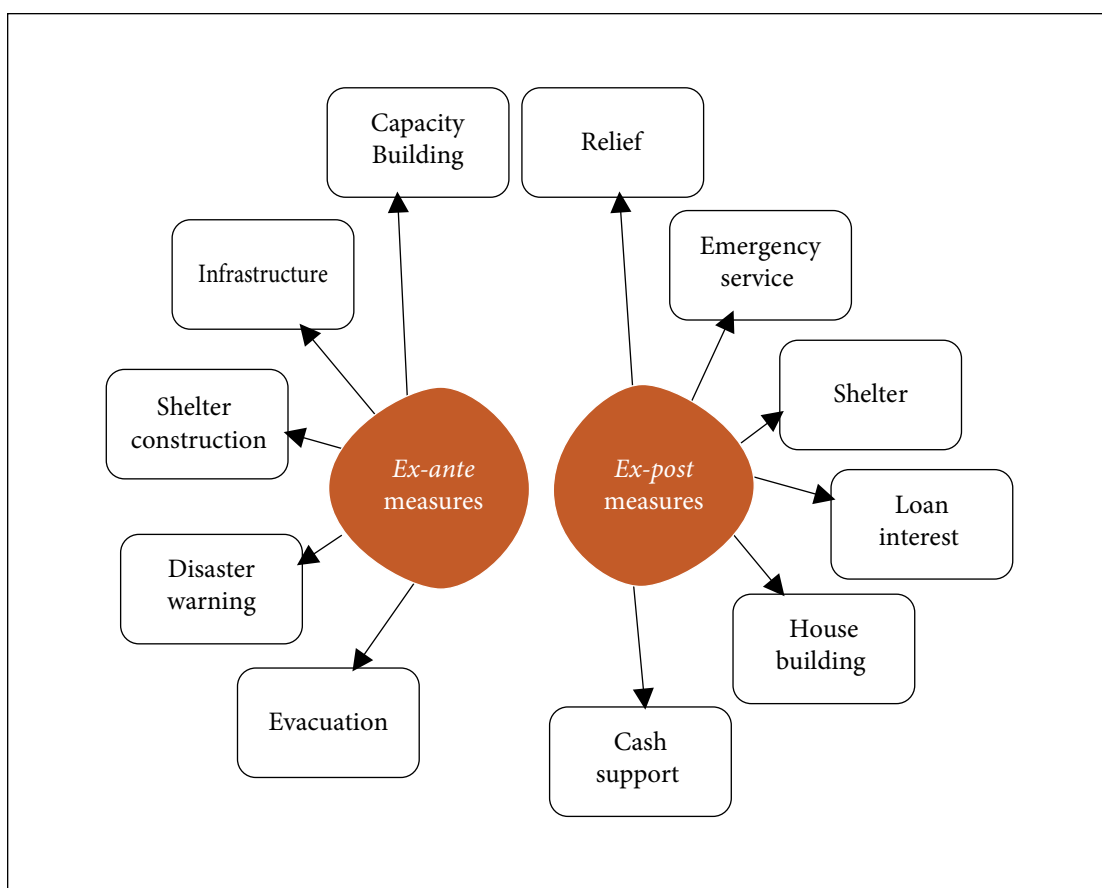 Capacity
Building
Relief
Infrastructure
Emergency
service
Shelter
construction
Shelter
Ex-ante
measures
Ex-post
measures
Loan
interest
Disaster
warning
House
building
Evacuation
Cash
support